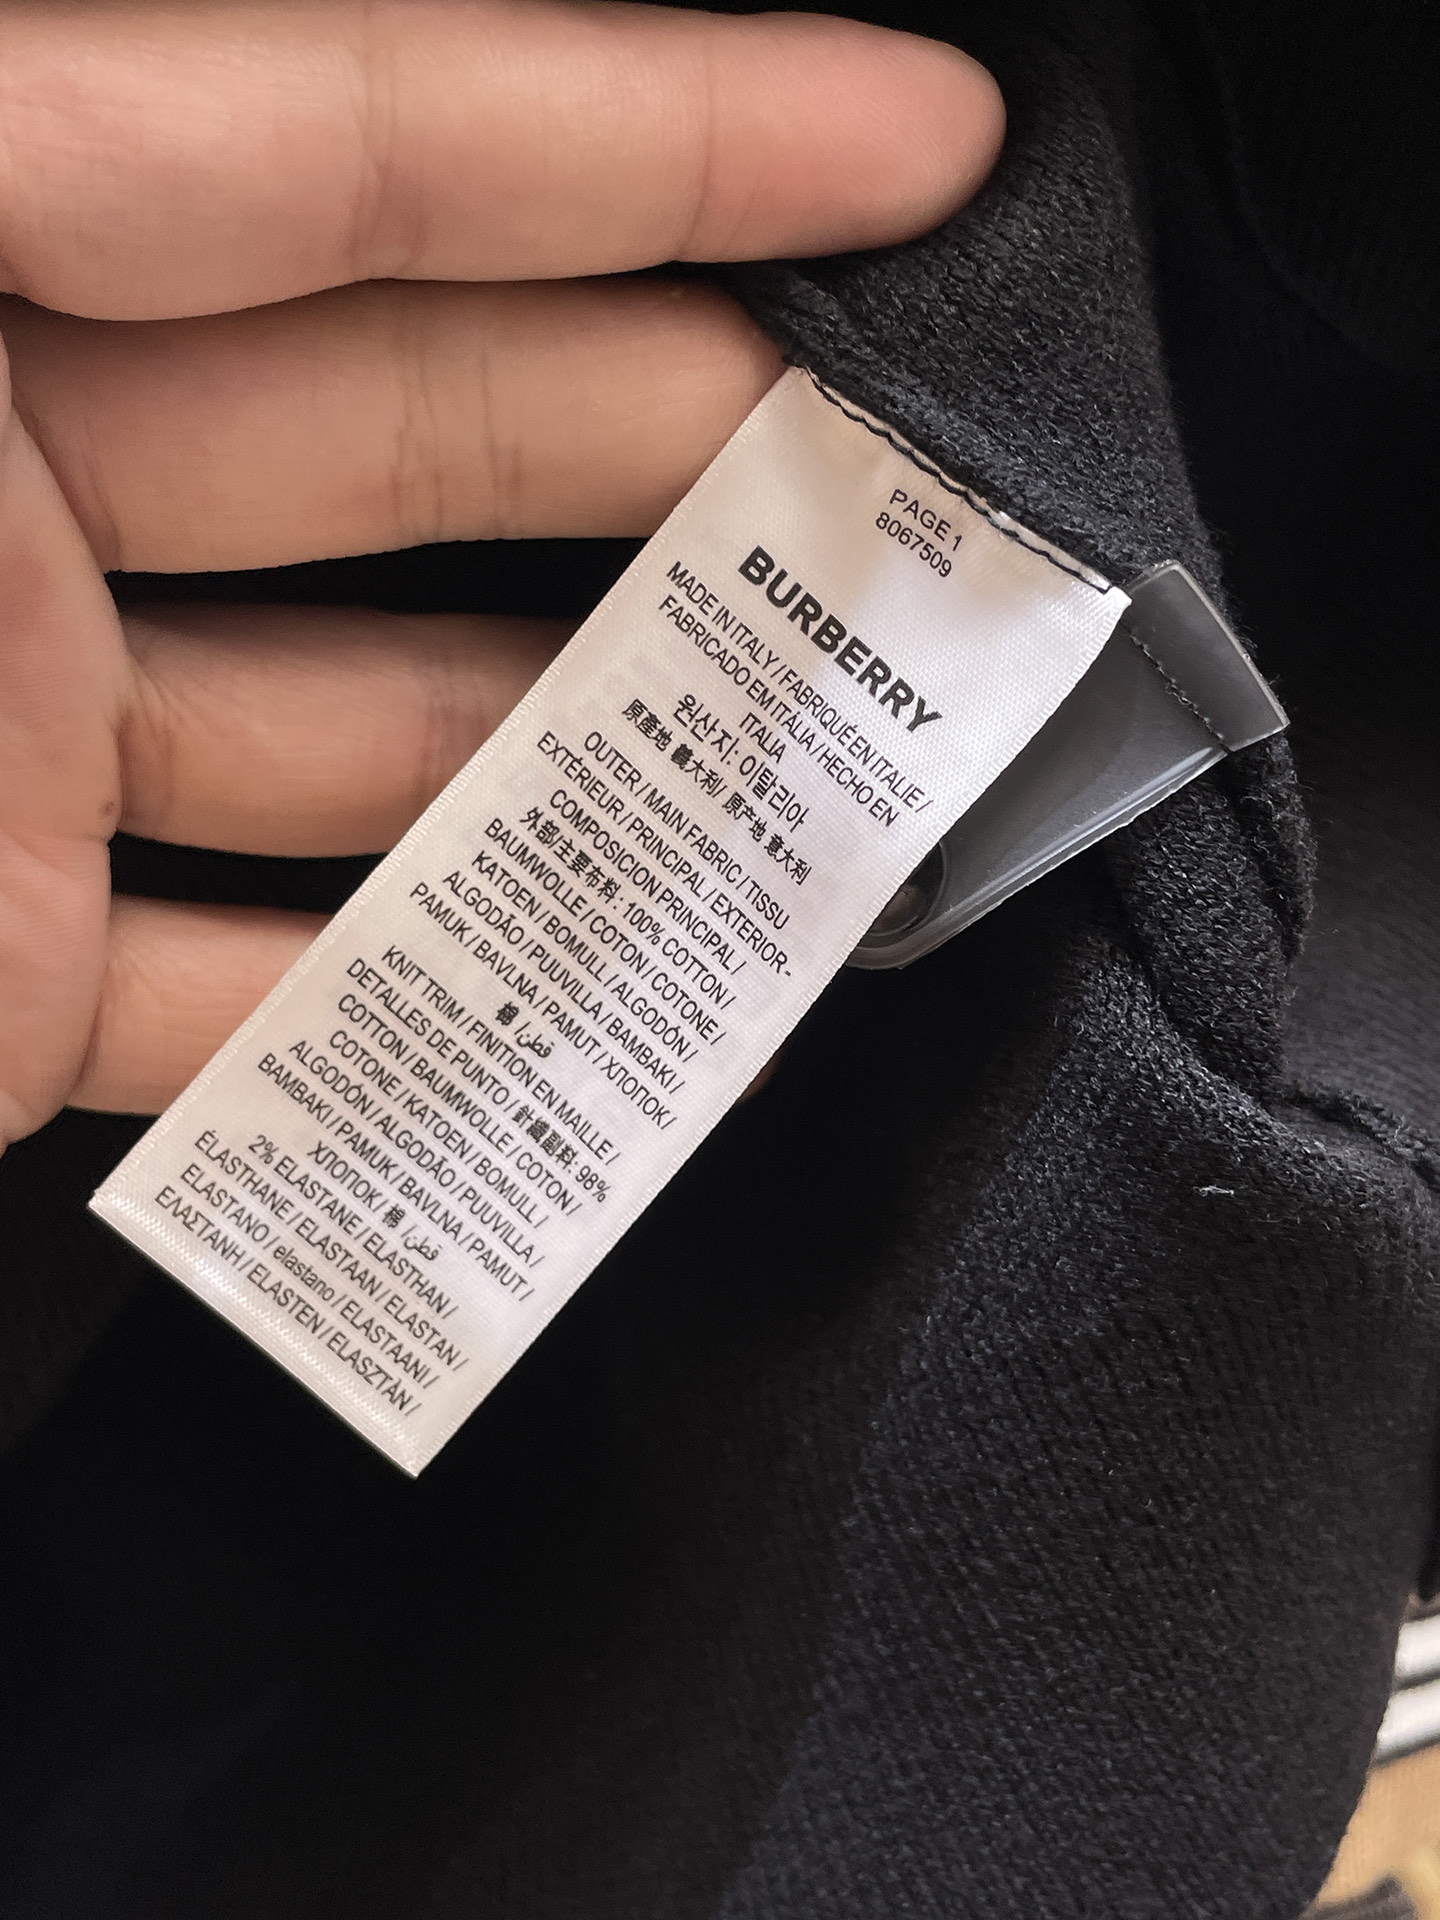 PAGE 1
8067509
BURBERRY
MADE IN ITALY / FABRIQUÉ EN ITALIE /
FABRICADO EM ITÁLIA / HECHO EN
ITALIA
원산지: 이탈리아
原產地 義大利/ 原产地 意大利
OUTER / MAIN FABRIC / TISSU
EXTÉRIEUR / PRINCIPAL / EXTERIOR-
COMPOSICION PRINCIPAL /
外部/主要布料: 100% COTTON /
BAUMWOLLE / COTON / COTONE /
KATOEN / BOMULL / ALGODÓN /
ALGODÃO / PUUVILLA / BAMBAKI /
PAMUK / BAVLNA / PAMUT / ХЛОПОК /
棉 / قطن
KNIT TRIM / FINITION EN MAILLE /
DETALLES DE PUNTO / 針織副料: 98%
COTTON / BAUMWOLLE / COTON /
COTONE / KATOEN / BOMULL /
ALGODÓN / ALGODÃO / PUUVILLA /
BAMBAKI / PAMUK / BAVLNA / PAMUT /
ХЛОПОК / 棉 / قطن
2% ELASTANE / ELASTHAN /
ÉLASTHANE / ELASTAAN / ELASTAN /
ELASTANO / elastano / ELASTAANI /
ΕΛΑΣΤΑΝΗ / ELASTEN / ELASZTÁN /